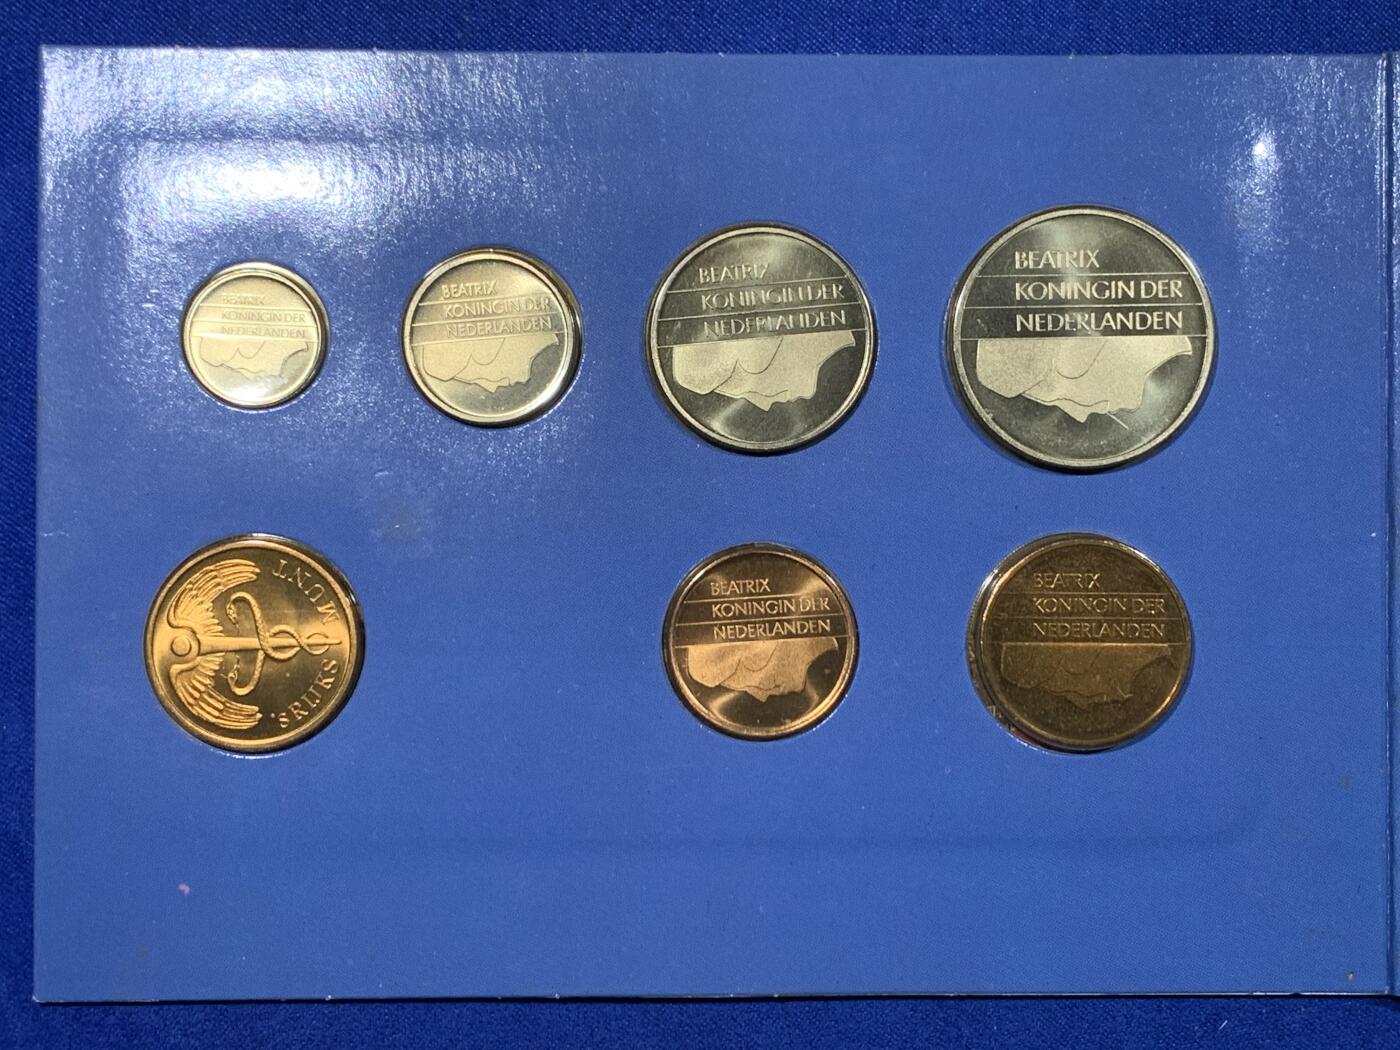 BEATRIX
KONINGIN DER
NEDERLANDEN
BEATRIX
KONINGIN DER
NEDERLANDEN
BEATRIX
KONINGIN DER
NEDERLANDEN
BEATRIX
KONINGIN DER
NEDERLANDEN
'S RIJKS MUNT
BEATRIX
KONINGIN DER
NEDERLANDEN
BEATRIX
KONINGIN DER
NEDERLANDEN